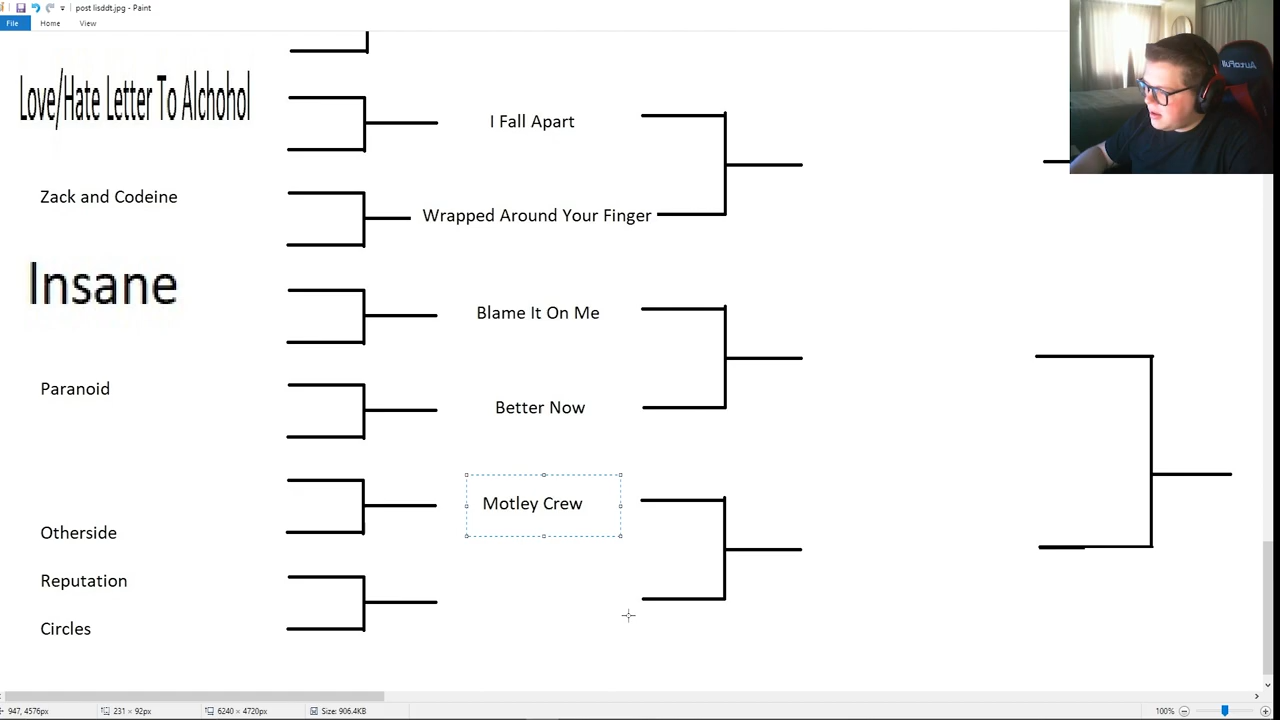 post lisddt.jpg - Paint
File Home View
Love/Hate Letter To Alchohol
I Fall Apart
Zack and Codeine
Wrapped Around Your Finger
Insane
Blame It On Me
Paranoid
Better Now
Motley Crew
Otherside
Reputation
Circles
947, 4576px 231 × 92px 6240 × 4720px Size: 906.4KB 100%